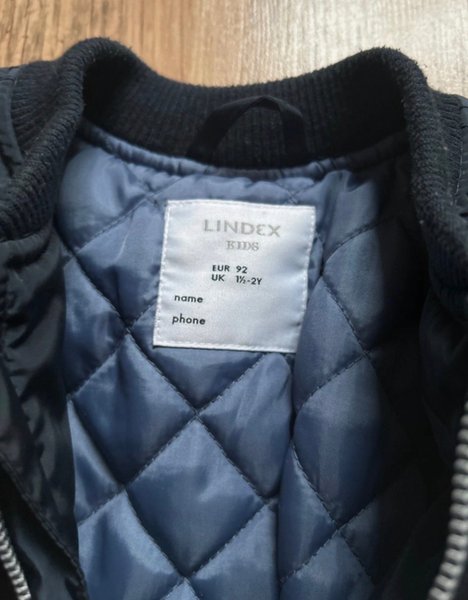 LINDEX
KIDS
EUR 92
UK 1½-2Y
name
phone